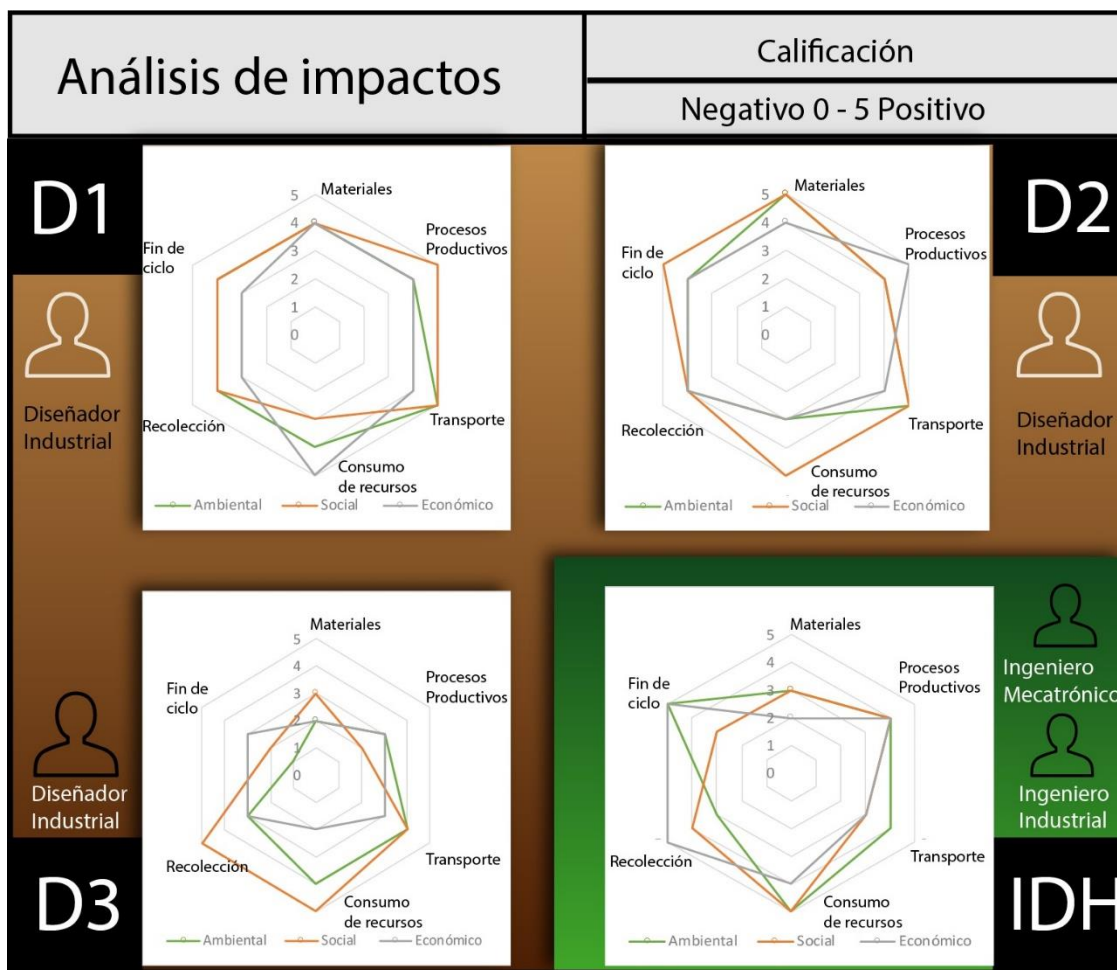 Análisis de impactos
Calificación
Negativo 0 - 5 Positivo
D1
Diseñador
Industrial
Materiales
Procesos
Productivos
Transporte
Consumo
de recursos
Recolección
Fin de
ciclo
5
4
3
2
1
0
Ambiental Social Económico
D2
Diseñador
Industrial
Materiales
Procesos
Productivos
Transporte
Consumo
de recursos
Recolección
Fin de
ciclo
5
4
3
2
1
0
Ambiental Social Económico
D3
Diseñador
Industrial
Materiales
Procesos
Productivos
Transporte
Consumo
de recursos
Recolección
Fin de
ciclo
5
4
3
2
1
0
Ambiental Social Económico
IDH
Ingeniero
Mecatrónico
Ingeniero
Industrial
Materiales
Procesos
Productivos
Transporte
Consumo
de recursos
Recolección
Fin de
ciclo
5
4
3
2
1
0
Ambiental Social Económico